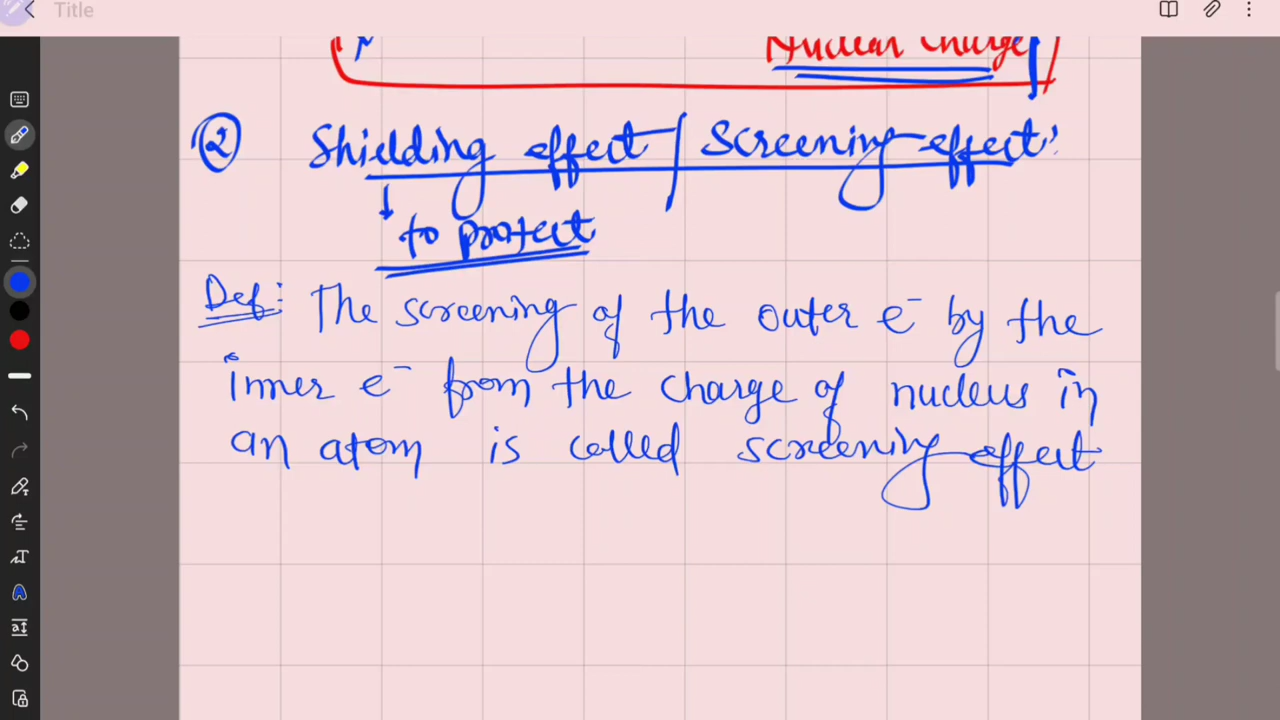 Title
Nuclear Charge
② Shielding effect / Screening effect:
↓
to protect
Def: The screening of the outer e⁻ by the
inner e⁻ from the charge of nucleus in
an atom is called screening effect